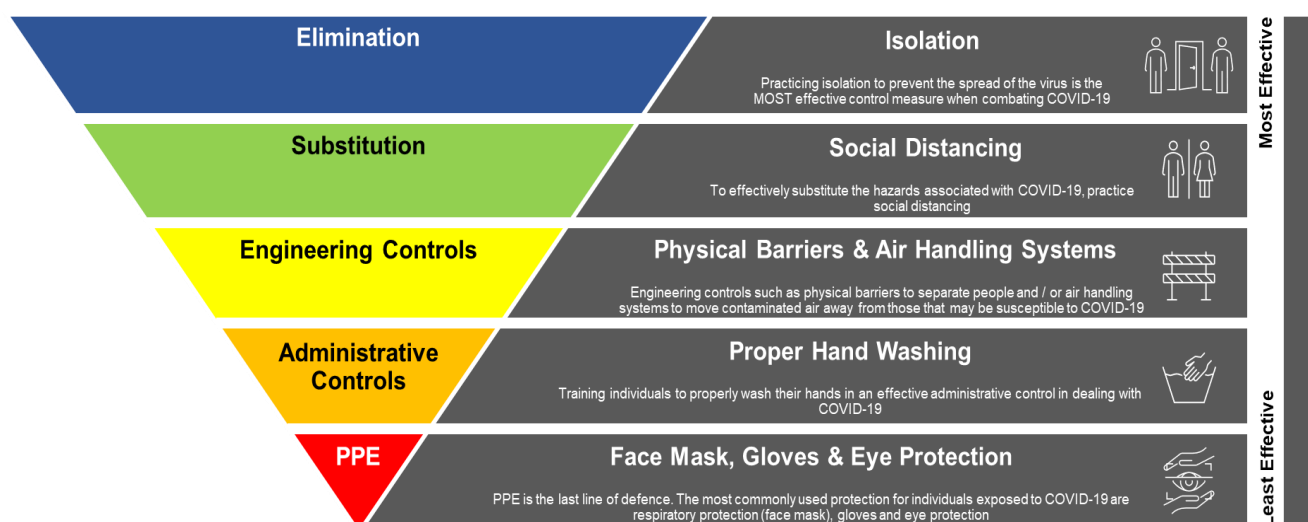 Elimination
Isolation
Practicing isolation to prevent the spread of the virus is the
MOST effective control measure when combating COVID-19
Most Effective
Substitution
Social Distancing
To effectively substitute the hazards associated with COVID-19, practice
social distancing
Engineering Controls
Physical Barriers & Air Handling Systems
Engineering controls such as physical barriers to separate people and / or air handling
systems to move contaminated air away from those that may be susceptible to COVID-19
Administrative
Controls
Proper Hand Washing
Training individuals to properly wash their hands in an effective administrative control in dealing with
COVID-19
PPE
Face Mask, Gloves & Eye Protection
PPE is the last line of defence. The most commonly used protection for individuals exposed to COVID-19 are
respiratory protection (face mask), gloves and eye protection
Least Effective